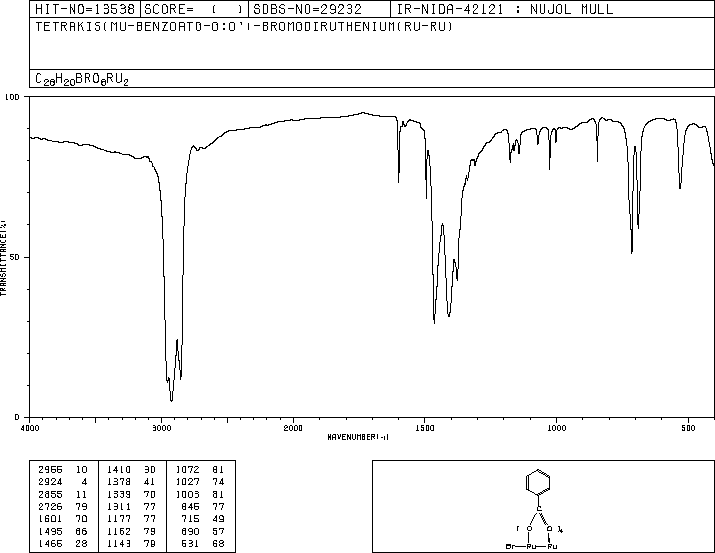 HIT-NO=13538 SCORE= ( ) SDBS-NO=29232 IR-NIDA-42121 : NUJOL MULL
TETRAKIS(MU-BENZOATO-O:O')-BROMODIRUTHENIUM(RU-RU)
C28H20BRO8RU2
100
50
0
TRANSMITTANCE(%)
4000 3000 2000 1500 1000 500
WAVENUMBER(-1)
2956 10 1410 30 1072 81
2924 4 1378 41 1027 74
2855 11 1339 70 1003 81
2726 79 1311 77 846 77
1601 70 1177 77 715 49
1495 66 1162 79 690 57
1465 28 1143 79 531 68
C
( O O )4
Br Ru Ru